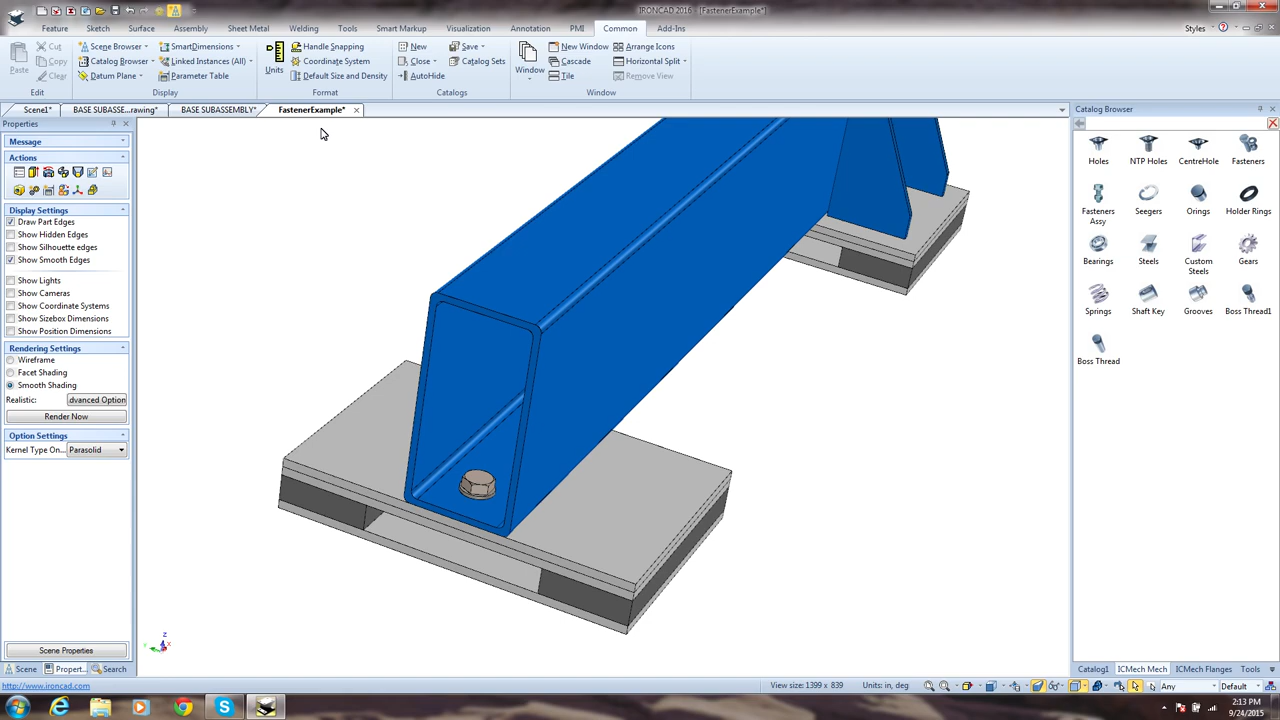 IRONCAD 2016 - [FastenerExample*]
Feature Sketch Surface Assembly Sheet Metal Welding Tools Smart Markup Visualization Annotation PMI Common Add-Ins Styles
Paste Cut Copy Clear
Edit
Scene Browser Catalog Browser Datum Plane
SmartDimensions Linked Instances (All) Parameter Table
Display
Units Handle Snapping Coordinate System Default Size and Density
Format
New Close AutoHide Save Catalog Sets
Catalogs
Window New Window Cascade Tile Arrange Icons Horizontal Split Remove View
Window
Scene1* BASE SUBASSE...rawing* BASE SUBASSEMBLY* FastenerExample*
Properties
Message
Actions
Display Settings
Draw Part Edges
Show Hidden Edges
Show Silhouette edges
Show Smooth Edges
Show Lights
Show Cameras
Show Coordinate Systems
Show Sizebox Dimensions
Show Position Dimensions
Rendering Settings
Wireframe
Facet Shading
Smooth Shading
Realistic: dvanced Option
Render Now
Option Settings
Kernel Type On... Parasolid
Z
Y X
Scene Properties
Scene Propert... Search
Catalog Browser
Holes NTP Holes CentreHole Fasteners
Fasteners Assy Seegers Orings Holder Rings
Bearings Steels Custom Steels Gears
Springs Shaft Key Grooves Boss Thread1
Boss Thread
Catalog1 ICMech Mech ICMech Flanges Tools
http://www.ironcad.com
View size: 1399 x 839 Units: in, deg Any Default
2:13 PM
9/24/2015